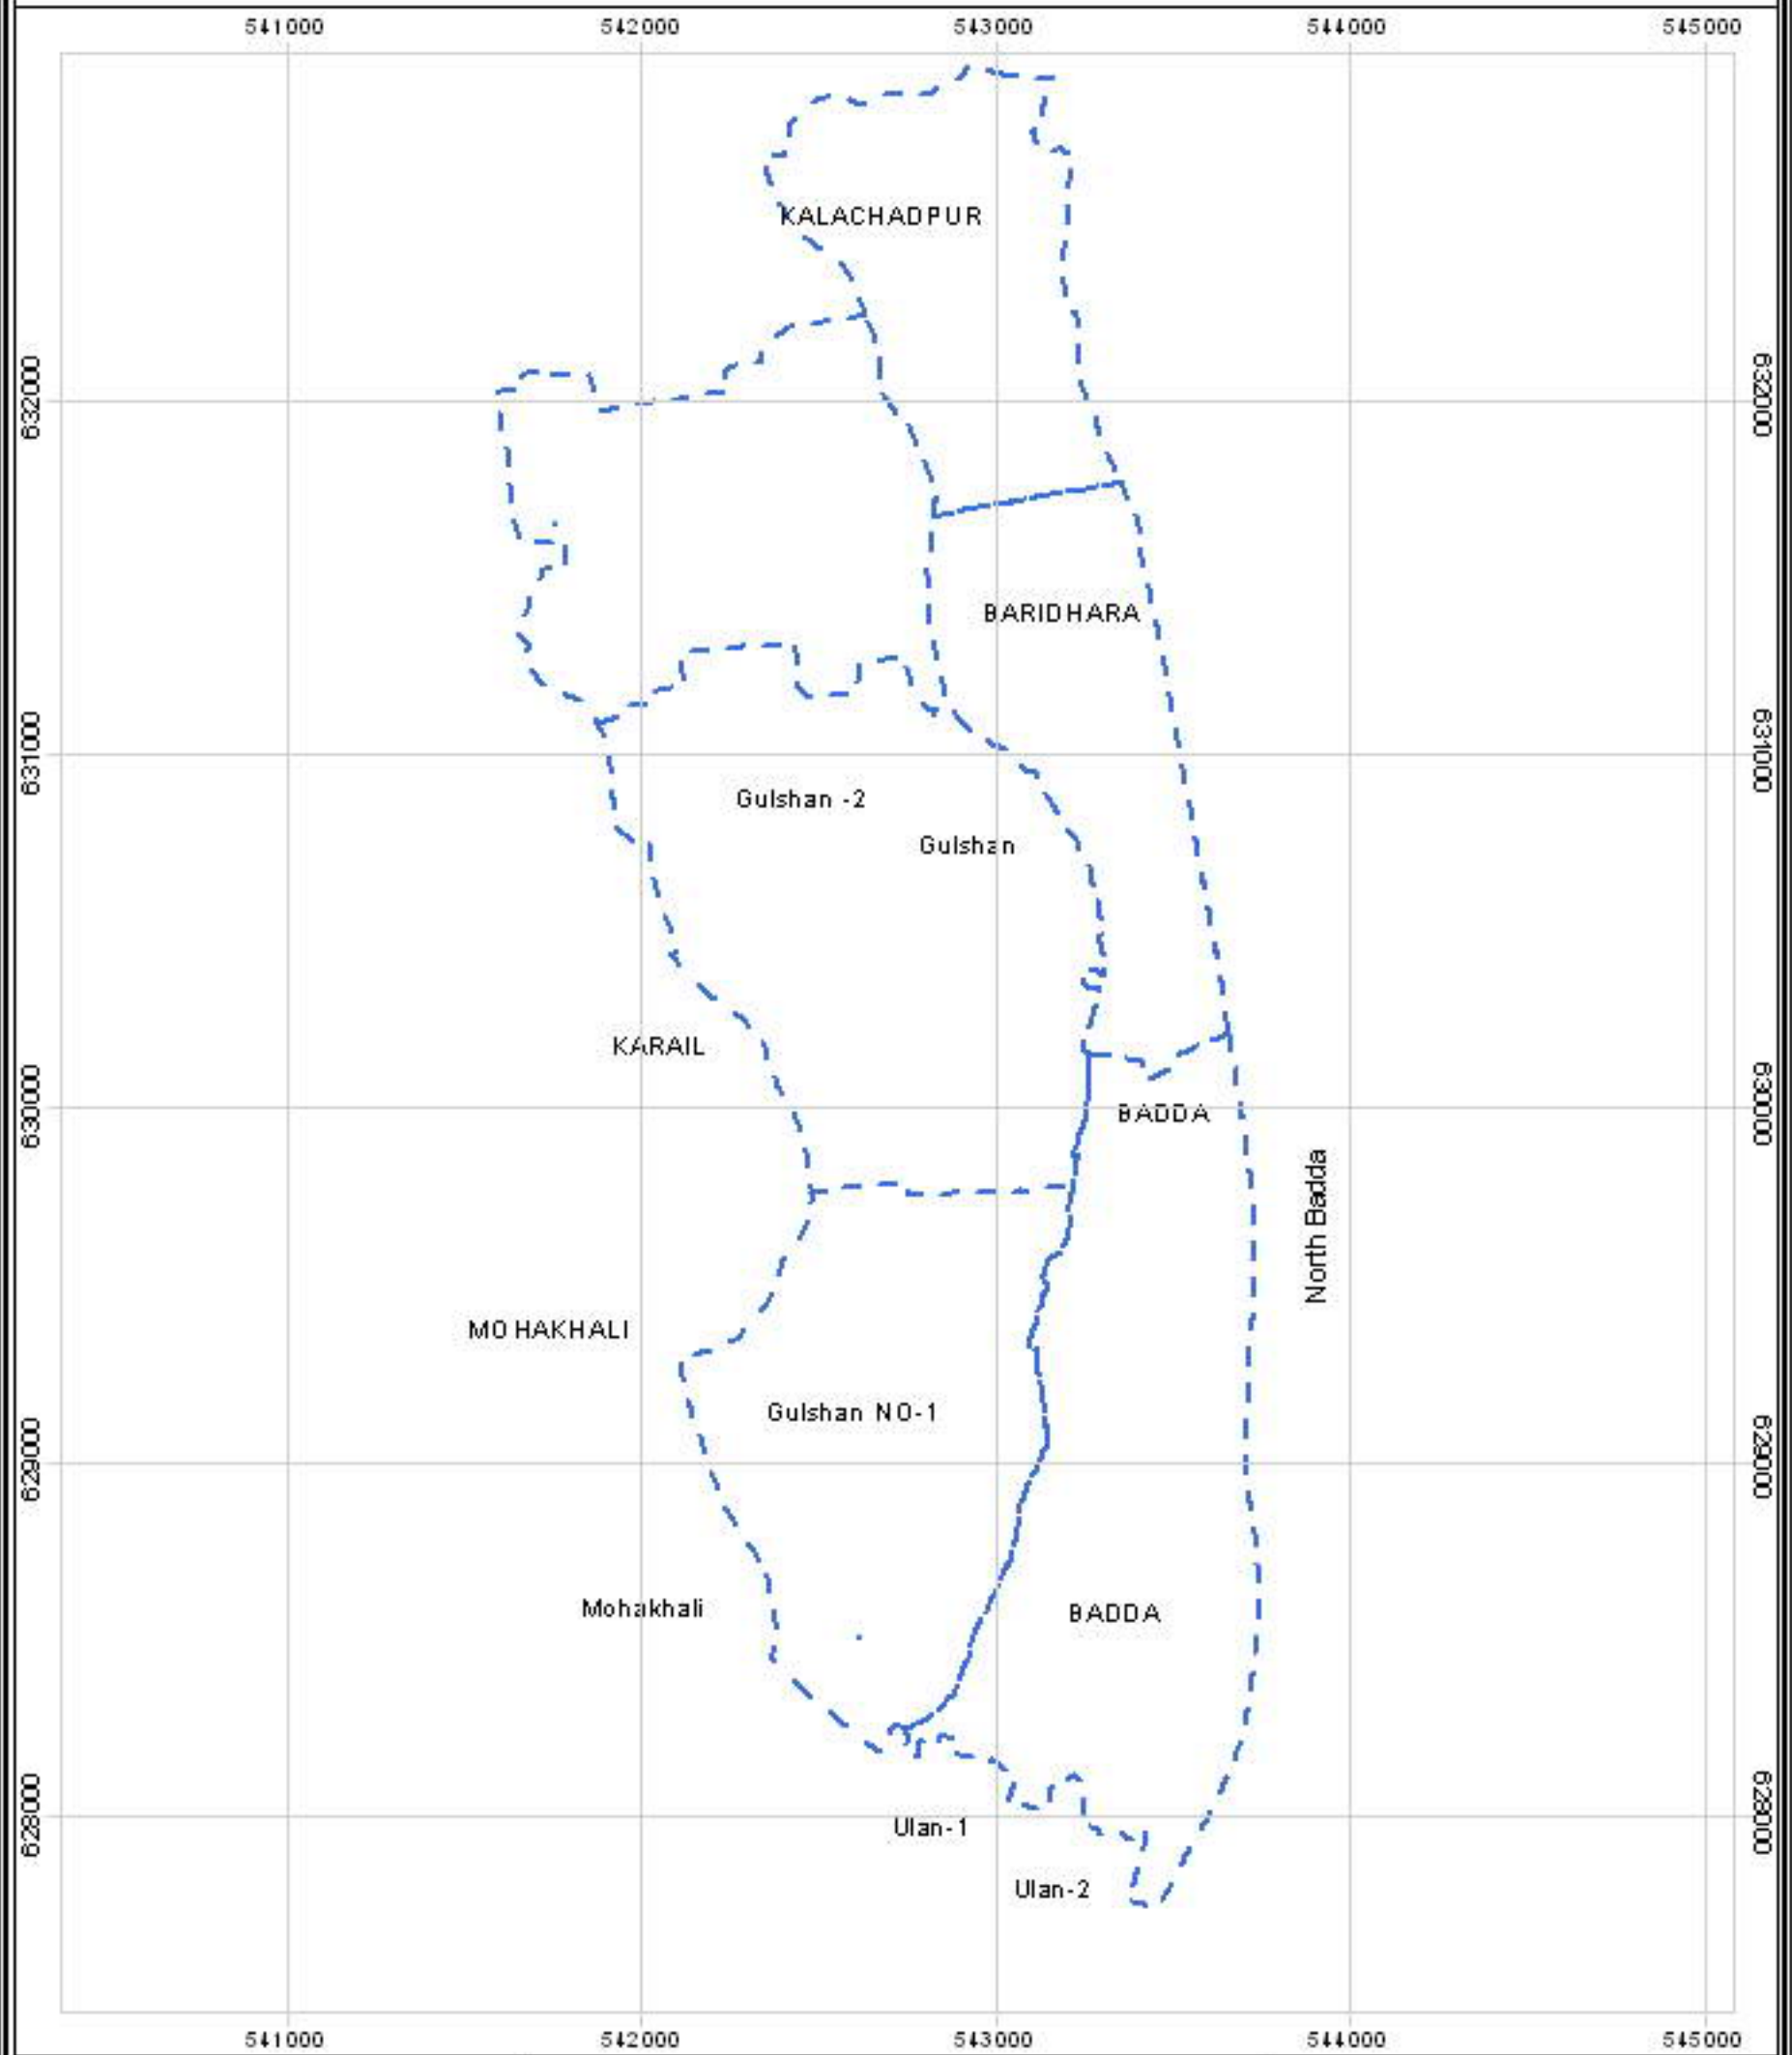 541000 542000 543000 544000 545000
KALACHADPUR
632000 632000
BARIDHARA
631000 631000
Gulshan -2
Gulshan
KARAIL
630000 630000
BADDA
North Badda
MOHAKHALI
Gulshan NO-1
629000 629000
Mohakhali
BADDA
628000 628000
Ulan-1
Ulan-2
541000 542000 543000 544000 545000